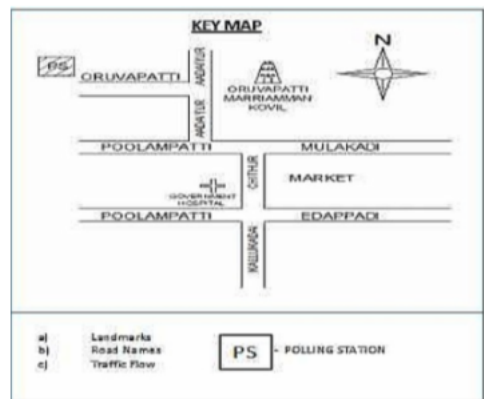 KEY MAP
N
PS
ORUVAPATTI
AADAIYUR
AADAIYUR
ORUVAPATTI
MARRIAMMAN
KOVIL
POOLAMPATTI
MULAKADI
CHITHUR
MARKET
GOVERNMENT
HOSPITAL
POOLAMPATTI
EDAPPADI
KALLUKADAI
a) Landmarks
b) Road Names
c) Traffic Flow
PS - POLLING STATION